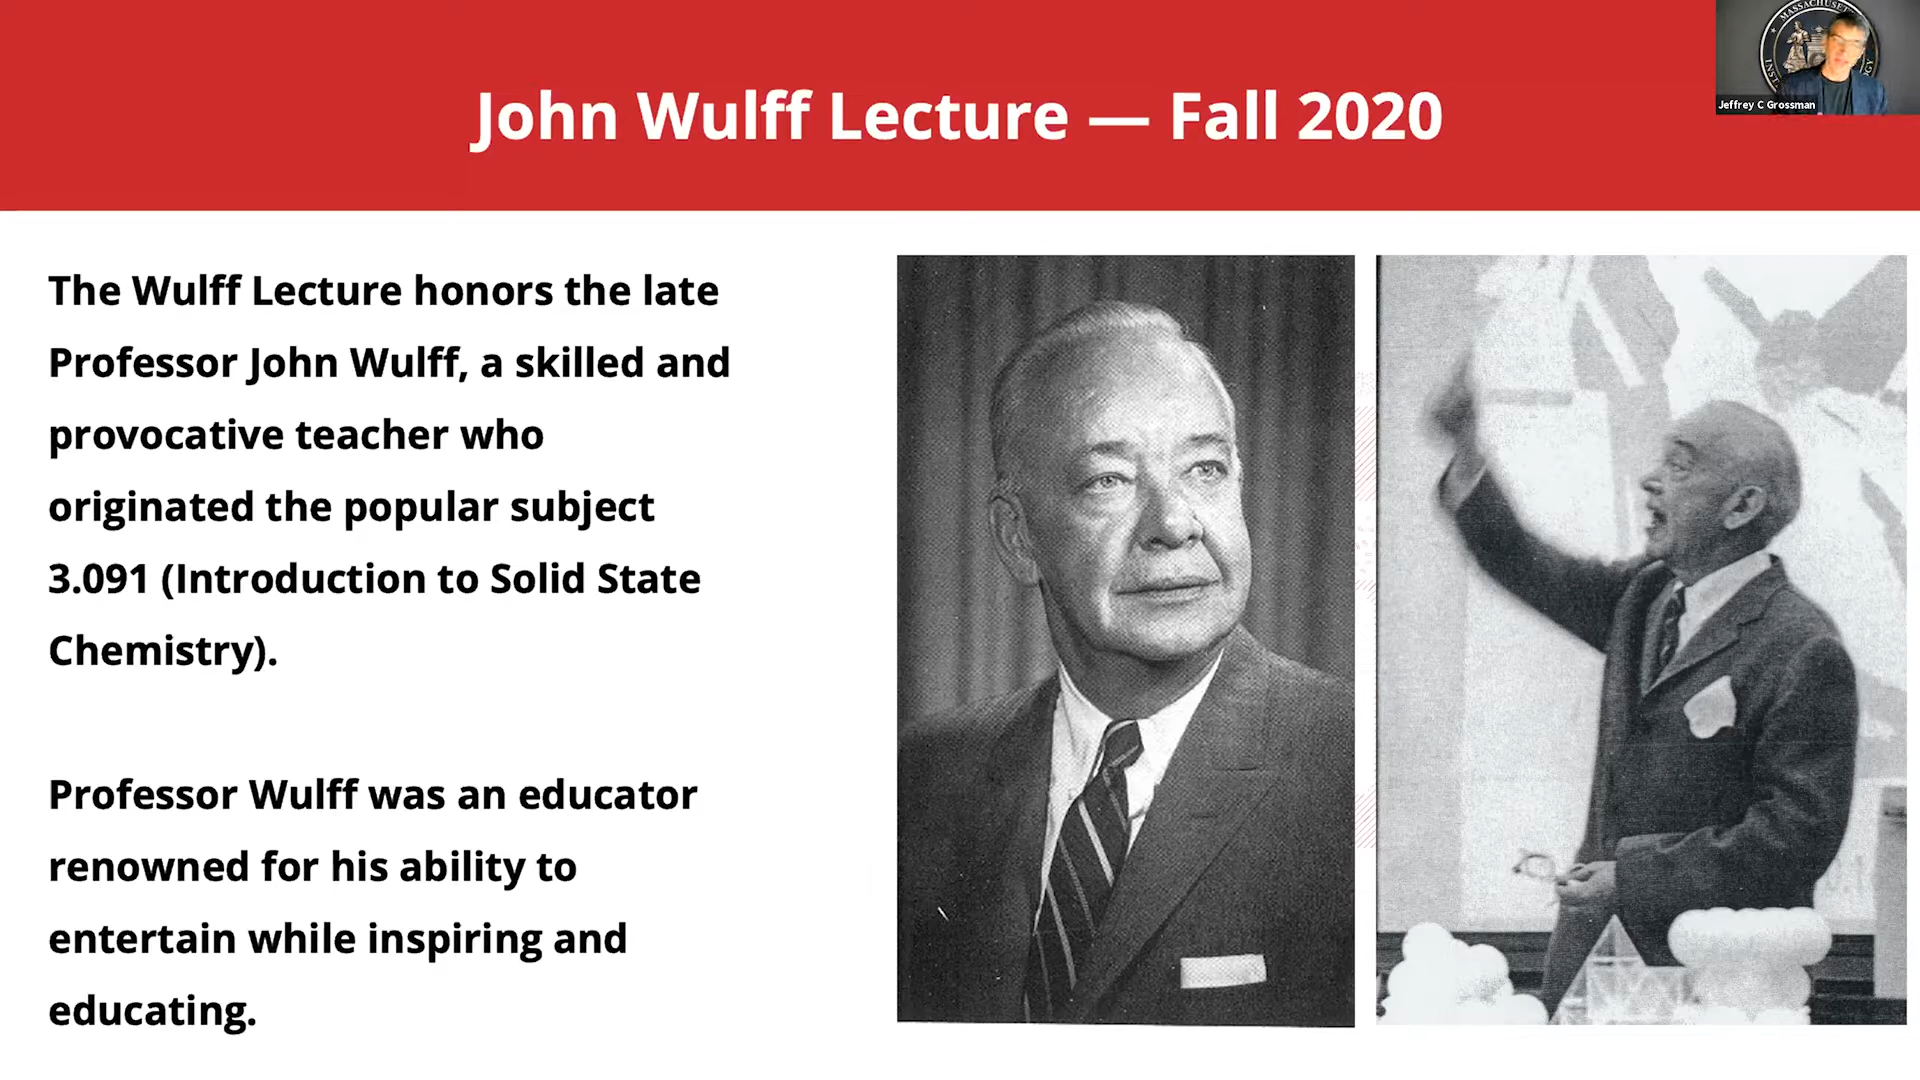 John Wulff Lecture — Fall 2020
Jeffrey C Grossman
The Wulff Lecture honors the late
Professor John Wulff, a skilled and
provocative teacher who
originated the popular subject
3.091 (Introduction to Solid State
Chemistry).
Professor Wulff was an educator
renowned for his ability to
entertain while inspiring and
educating.